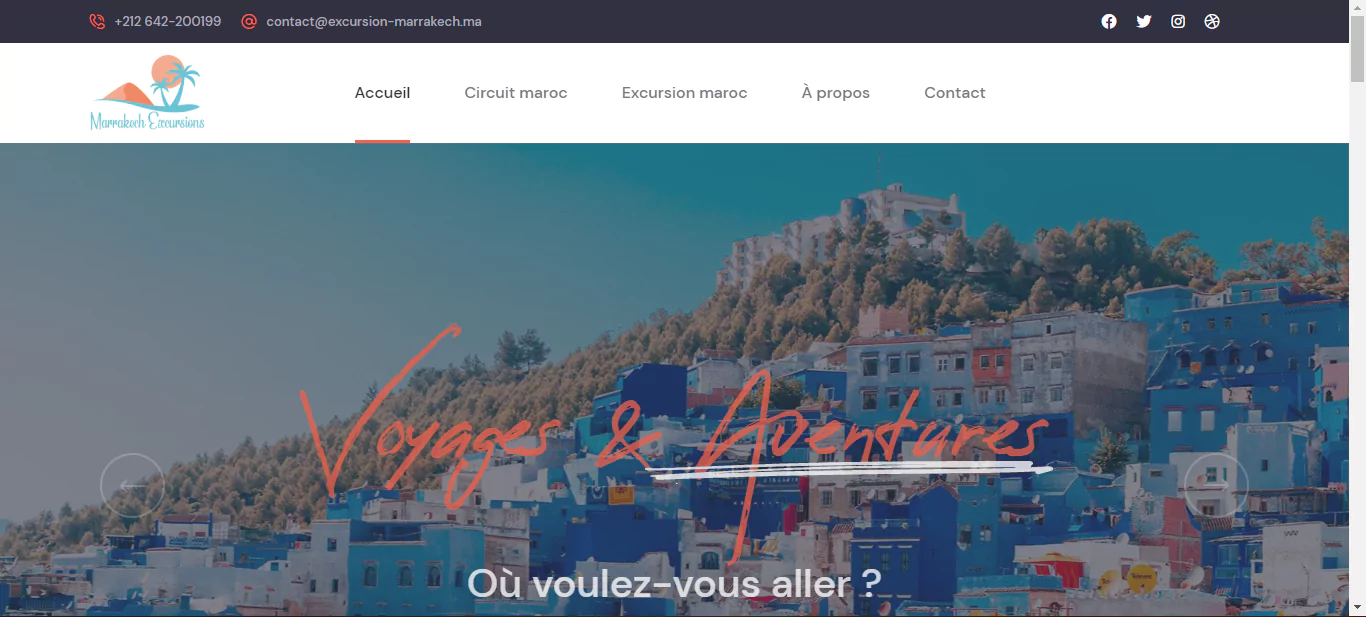 +212 642-200199 contact@excursion-marrakech.ma
Marrakech Excursions
Accueil Circuit maroc Excursion maroc À propos Contact
Voyages & Aventures
Où voulez-vous aller ?